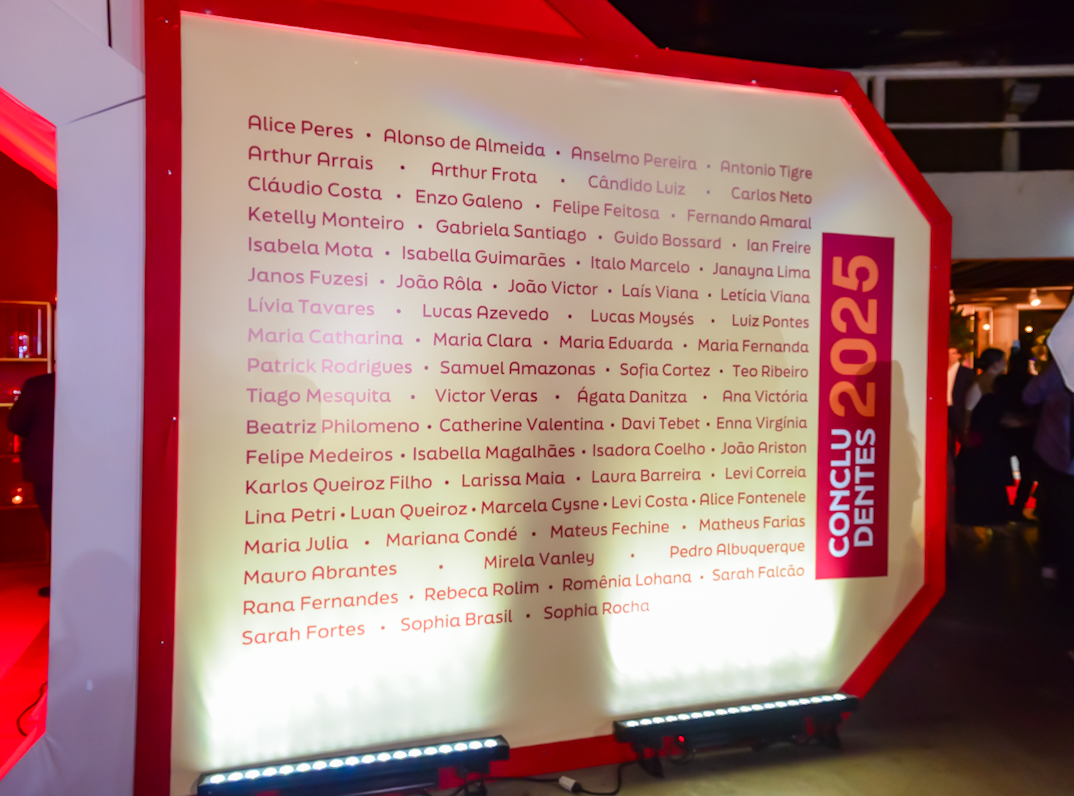 Alice Peres • Alonso de Almeida • Anselmo Pereira • Antonio Tigre
Arthur Arrais • Arthur Frota • Cândido Luiz • Carlos Neto
Cláudio Costa • Enzo Galeno • Felipe Feitosa • Fernando Amaral
Ketelly Monteiro • Gabriela Santiago • Guido Bossard • Ian Freire
Isabela Mota • Isabella Guimarães • Italo Marcelo • Janayna Lima
Janos Fuzesi • João Rôla • João Victor • Laís Viana • Letícia Viana
Lívia Tavares • Lucas Azevedo • Lucas Moysés • Luiz Pontes
Maria Catharina • Maria Clara • Maria Eduarda • Maria Fernanda
Patrick Rodrigues • Samuel Amazonas • Sofia Cortez • Teo Ribeiro
Tiago Mesquita • Victor Veras • Ágata Danitza • Ana Victória
Beatriz Philomeno • Catherine Valentina • Davi Tebet • Enna Virgínia
Felipe Medeiros • Isabella Magalhães • Isadora Coelho • João Ariston
Karlos Queiroz Filho • Larissa Maia • Laura Barreira • Levi Correia
Lina Petri • Luan Queiroz • Marcela Cysne • Levi Costa • Alice Fontenele
Maria Julia • Mariana Condé • Mateus Fechine • Matheus Farias
Mauro Abrantes • Mirela Vanley • Pedro Albuquerque
Rana Fernandes • Rebeca Rolim • Romênia Lohana • Sarah Falcão
Sarah Fortes • Sophia Brasil • Sophia Rocha
CONCLU
DENTES
2025